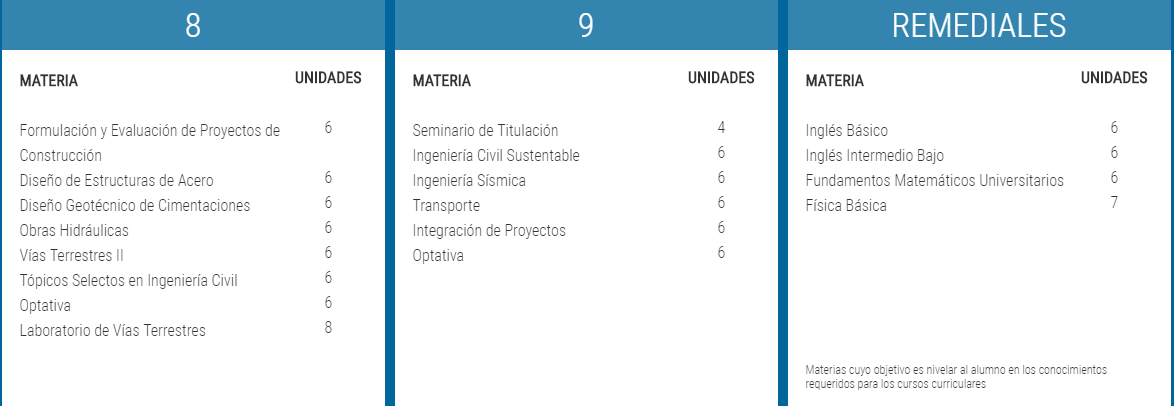 8
MATERIA UNIDADES
Formulación y Evaluación de Proyectos de 6
Construcción
Diseño de Estructuras de Acero 6
Diseño Geotécnico de Cimentaciones 6
Obras Hidráulicas 6
Vías Terrestres II 6
Tópicos Selectos en Ingeniería Civil 6
Optativa 6
Laboratorio de Vías Terrestres 8
9
MATERIA UNIDADES
Seminario de Titulación 4
Ingeniería Civil Sustentable 6
Ingeniería Sísmica 6
Transporte 6
Integración de Proyectos 6
Optativa 6
REMEDIALES
MATERIA UNIDADES
Inglés Básico 6
Inglés Intermedio Bajo 6
Fundamentos Matemáticos Universitarios 6
Física Básica 7
Materias cuyo objetivo es nivelar al alumno en los conocimientos
requeridos para los cursos curriculares